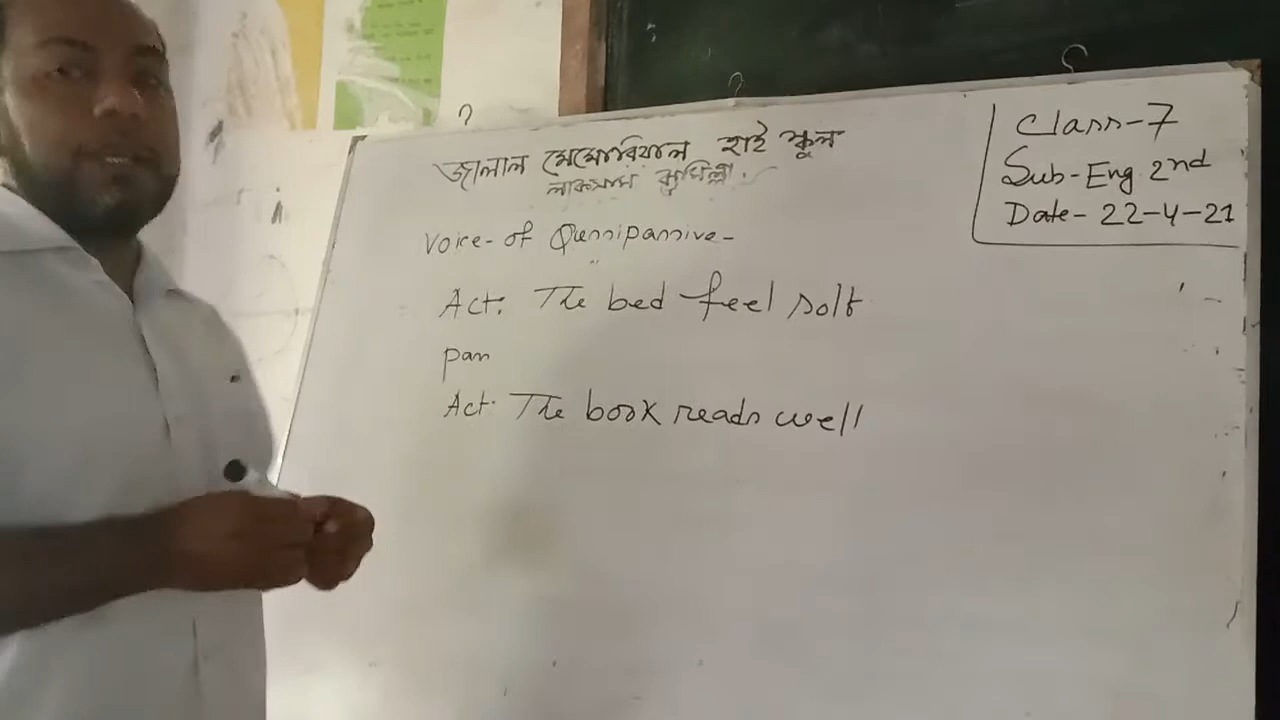 জালাল মেমোরিয়াল হাই স্কুল
লাকসাম কুমিল্লা.
Class-7
Sub-Eng 2nd
Date- 22-4-21
Voice- of Quasipassive-
Act: The bed feel soft
pas
Act. The book reads well